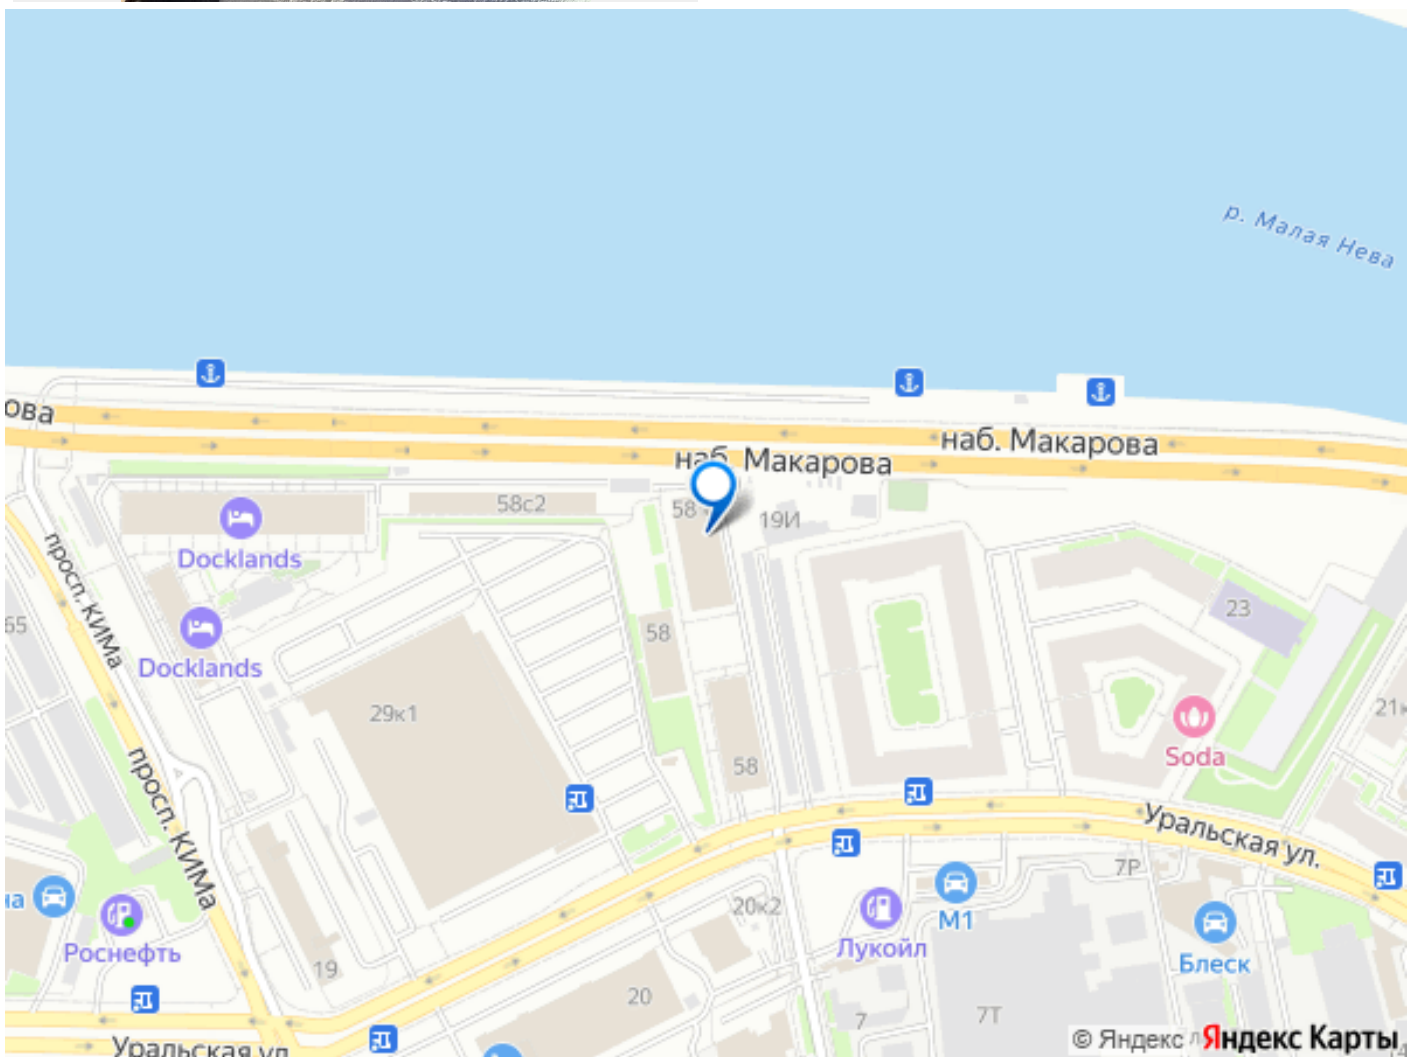 р. Малая Нева
ова
наб. Макарова
наб. Макарова
58с2
58
19И
Docklands
просп. КИМа
65
58
23
Docklands
29к1
21к
Soda
58
просп. КИМа
Уральская ул.
7Р
на
20к2
М1
Роснефть
Лукойл
Блеск
19
20
7
7Т
Уральская ул
© Яндекс
Яндекс Карты